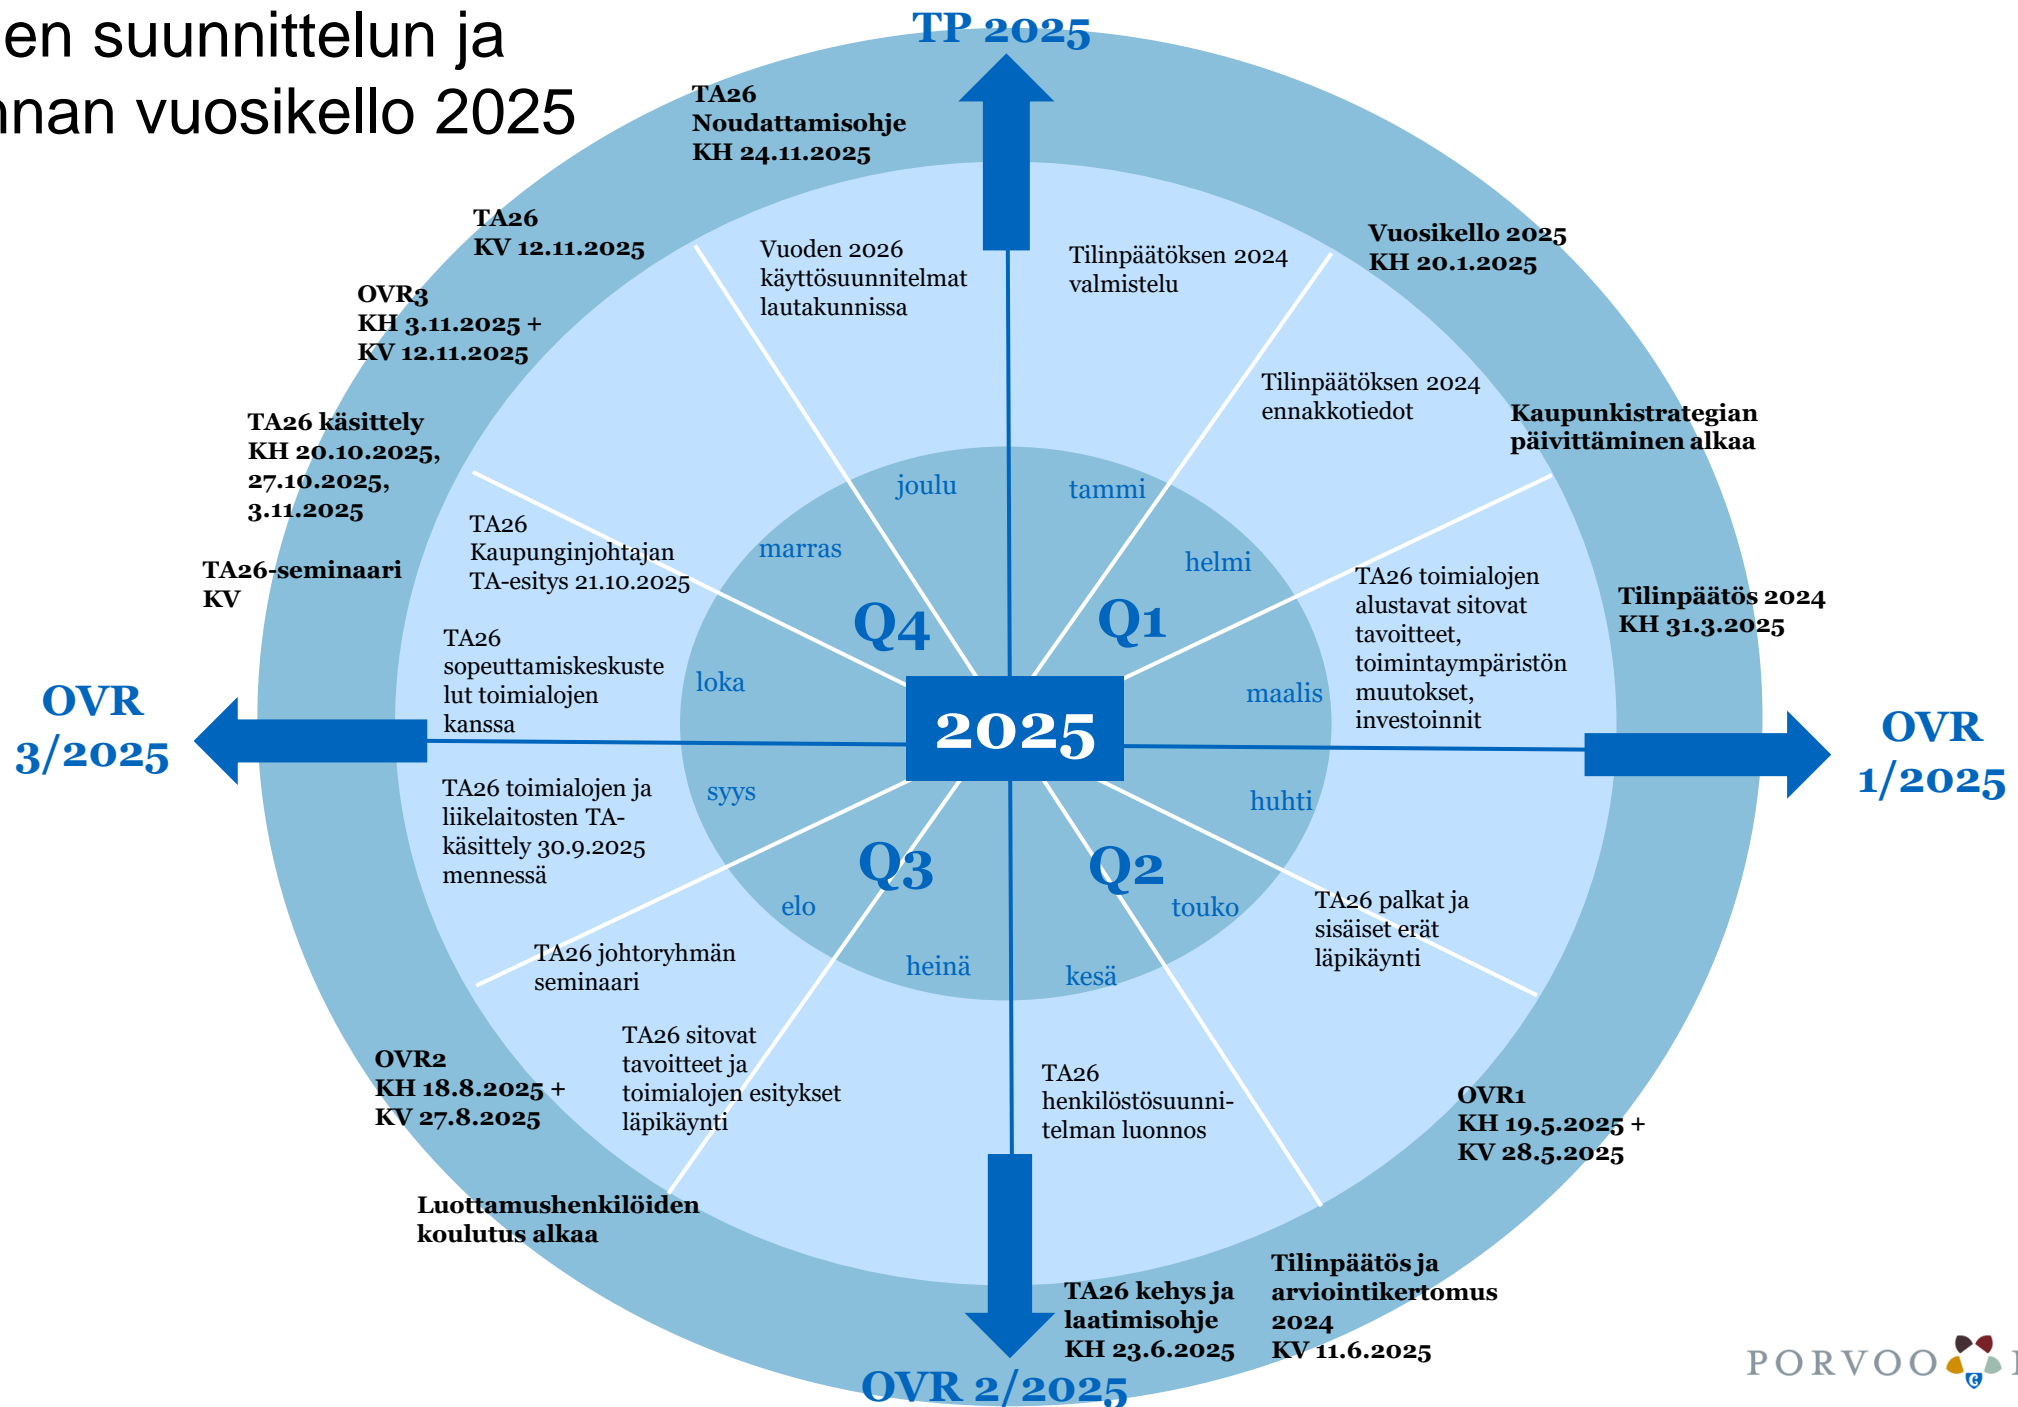 en suunnittelun ja
nnan vuosikello 2025
TP 2025
TA26
Noudattamisohje
KH 24.11.2025
TA26
KV 12.11.2025
OVR3
KH 3.11.2025 +
KV 12.11.2025
TA26 käsittely
KH 20.10.2025,
27.10.2025,
3.11.2025
TA26-seminaari
KV
OVR
3/2025
Vuosikello 2025
KH 20.1.2025
Kaupunkistrategian
päivittäminen alkaa
Tilinpäätös 2024
KH 31.3.2025
OVR
1/2025
Vuoden 2026
käyttösuunnitelmat
lautakunnissa
Tilinpäätöksen 2024
valmistelu
Tilinpäätöksen 2024
ennakkotiedot
TA26
Kaupunginjohtajan
TA-esitys 21.10.2025
TA26 toimialojen
alustavat sitovat
tavoitteet,
toimintaympäristön
muutokset,
investoinnit
TA26
sopeuttamiskeskuste
lut toimialojen
kanssa
joulu
tammi
marras
helmi
Q4
Q1
loka
maalis
2025
syys
huhti
Q3
Q2
elo
touko
heinä
kesä
TA26 toimialojen ja
liikelaitosten TA-
käsittely 30.9.2025
mennessä
TA26 palkat ja
sisäiset erät
läpikäynti
TA26 johtoryhmän
seminaari
TA26 sitovat
tavoitteet ja
toimialojen esitykset
läpikäynti
TA26
henkilöstösuunni-
telman luonnos
OVR2
KH 18.8.2025 +
KV 27.8.2025
OVR1
KH 19.5.2025 +
KV 28.5.2025
Luottamushenkilöiden
koulutus alkaa
TA26 kehys ja
laatimisohje
KH 23.6.2025
Tilinpäätös ja
arviointikertomus
2024
KV 11.6.2025
OVR 2/2025
PORVOO